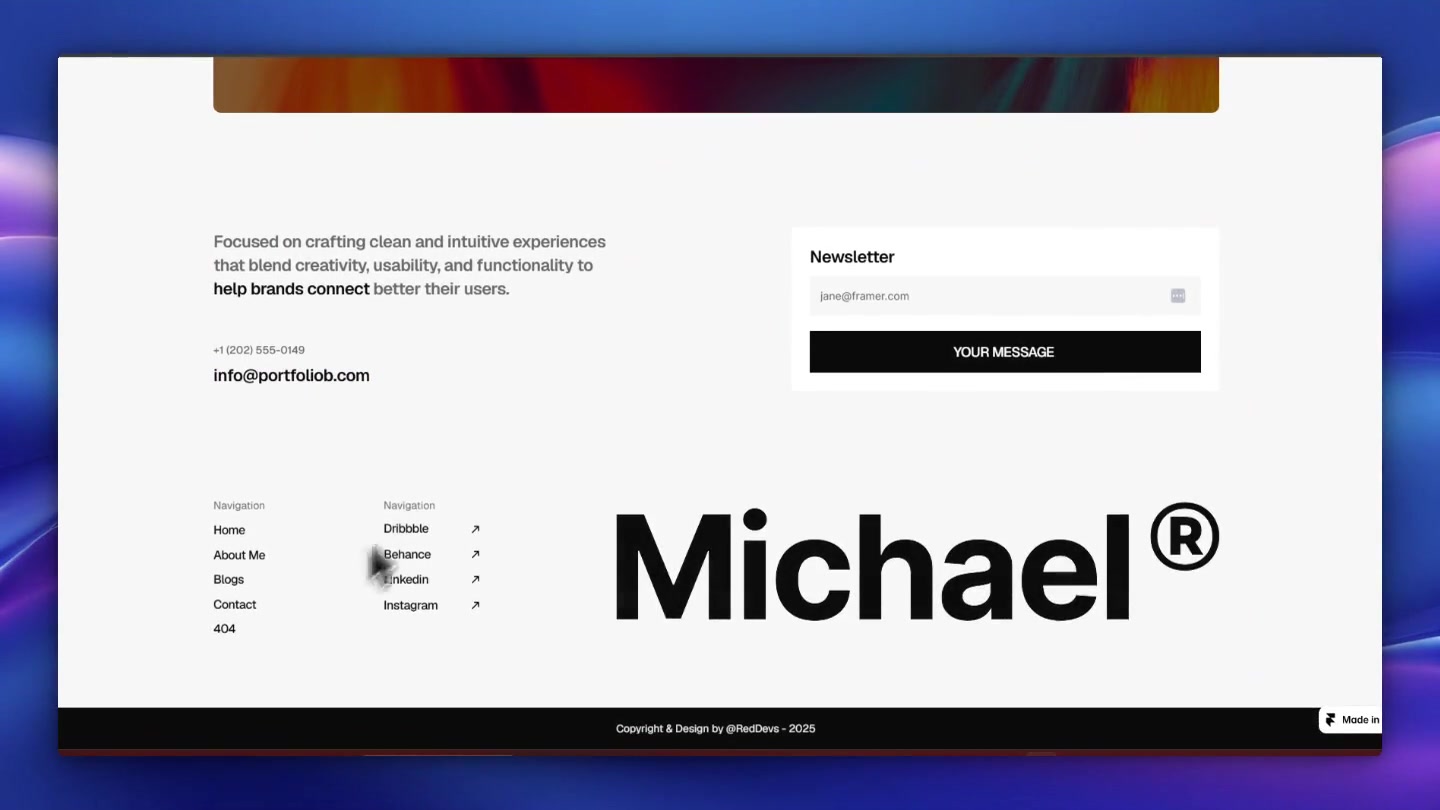 Focused on crafting clean and intuitive experiences
that blend creativity, usability, and functionality to
help brands connect better their users.
+1 (202) 555-0149
info@portfoliob.com
Newsletter
jane@framer.com
YOUR MESSAGE
Navigation
Home
About Me
Blogs
Contact
404
Navigation
Dribbble
Behance
Linkedin
Instagram
Michael ®
Copyright & Design by @RedDevs - 2025
Made in